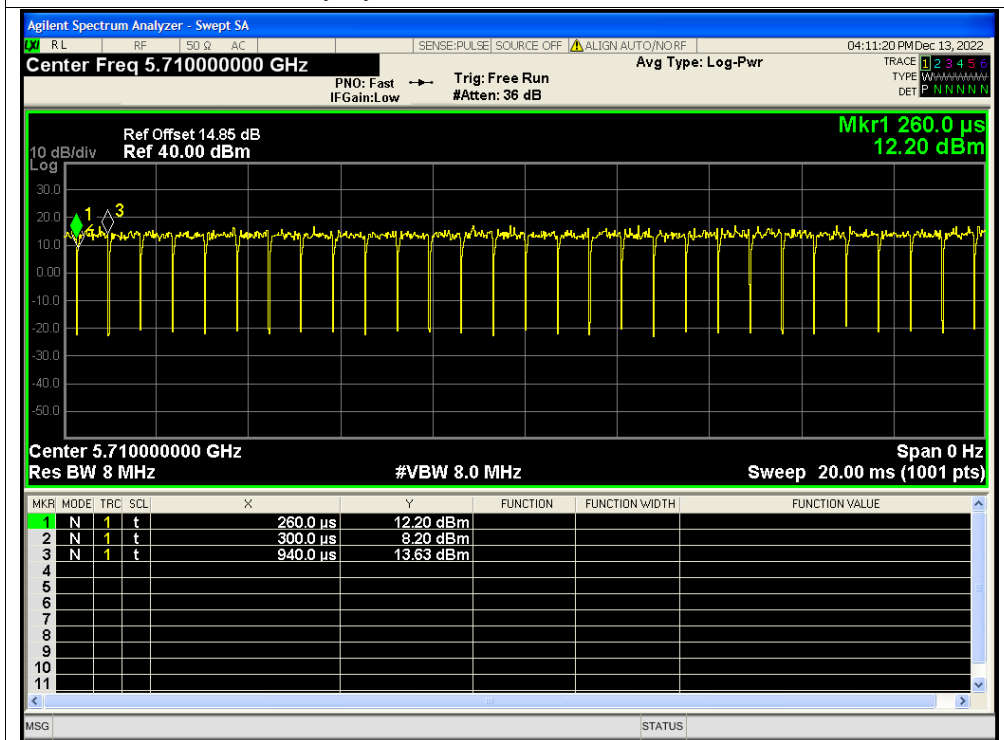 Agilent Spectrum Analyzer - Swept SA
LXI RL RF 50 Ω AC SENSE:PULSE SOURCE OFF ALIGN AUTO/NO RF 04:11:20 PM Dec 13, 2022
Center Freq 5.710000000 GHz Avg Type: Log-Pwr TRACE 1 2 3 4 5 6
PNO: Fast Trig: Free Run TYPE WWWWWW
IFGain:Low #Atten: 36 dB DET P N N N N N
Mkr1 260.0 µs
Ref Offset 14.85 dB
10 dB/div Ref 40.00 dBm 12.20 dBm
Log
30.0
20.0
1 2 3
10.0
0.00
-10.0
-20.0
-30.0
-40.0
-50.0
Center 5.710000000 GHz Span 0 Hz
Res BW 8 MHz #VBW 8.0 MHz Sweep 20.00 ms (1001 pts)
MKR MODE TRC SCL X Y FUNCTION FUNCTION WIDTH FUNCTION VALUE
1 N 1 t 260.0 µs 12.20 dBm
2 N 1 t 300.0 µs 8.20 dBm
3 N 1 t 940.0 µs 13.63 dBm
4
5
6
7
8
9
10
11
MSG STATUS